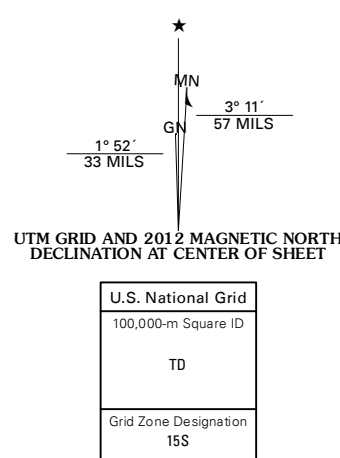 ★
MN
3° 11´
57 MILS
GN
1° 52´
33 MILS
UTM GRID AND 2012 MAGNETIC NORTH
DECLINATION AT CENTER OF SHEET
U.S. National Grid
100,000-m Square ID
TD
Grid Zone Designation
15S